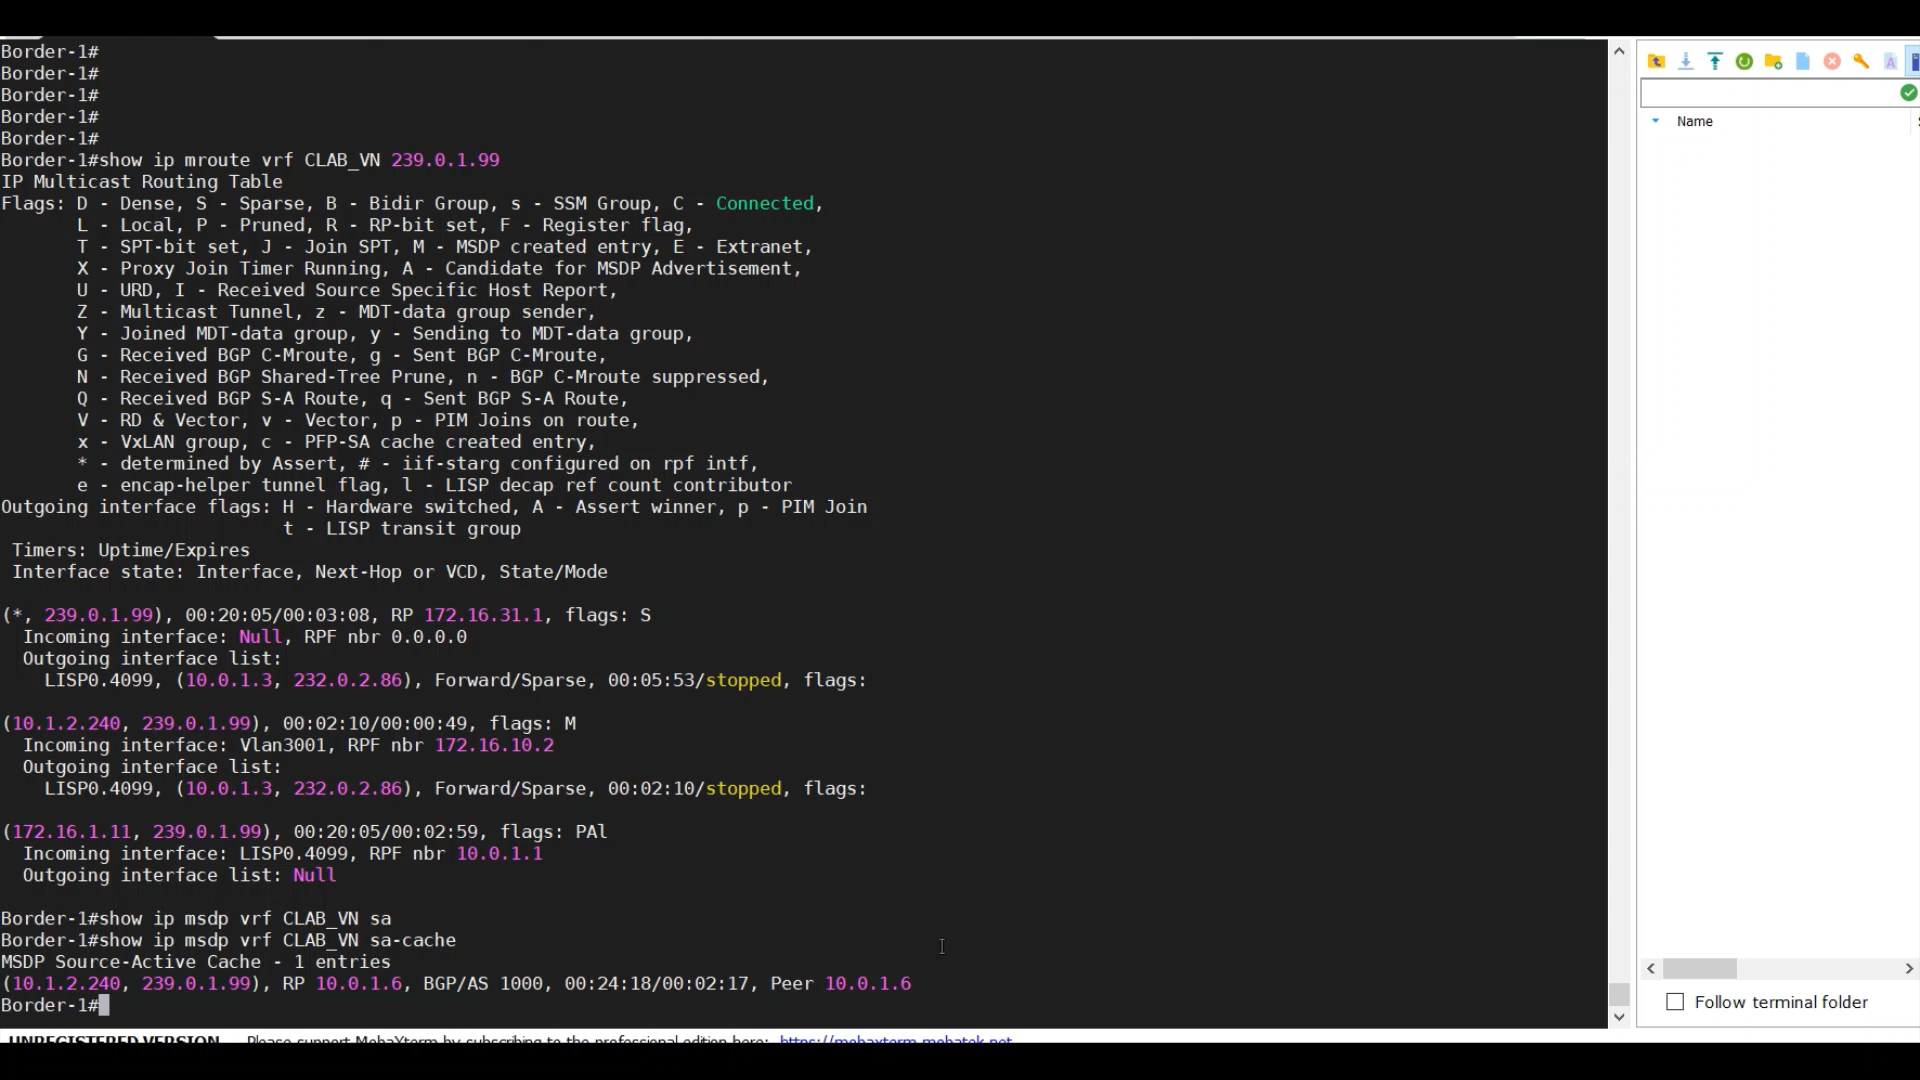 Border-1#
Border-1#
Border-1#
Border-1#
Border-1#
Border-1#show ip mroute vrf CLAB_VN 239.0.1.99
IP Multicast Routing Table
Flags: D - Dense, S - Sparse, B - Bidir Group, s - SSM Group, C - Connected,
       L - Local, P - Pruned, R - RP-bit set, F - Register flag,
       T - SPT-bit set, J - Join SPT, M - MSDP created entry, E - Extranet,
       X - Proxy Join Timer Running, A - Candidate for MSDP Advertisement,
       U - URD, I - Received Source Specific Host Report,
       Z - Multicast Tunnel, z - MDT-data group sender,
       Y - Joined MDT-data group, y - Sending to MDT-data group,
       G - Received BGP C-Mroute, g - Sent BGP C-Mroute,
       N - Received BGP Shared-Tree Prune, n - BGP C-Mroute suppressed,
       Q - Received BGP S-A Route, q - Sent BGP S-A Route,
       V - RD & Vector, v - Vector, p - PIM Joins on route,
       x - VxLAN group, c - PFP-SA cache created entry,
       * - determined by Assert, # - iif-starg configured on rpf intf,
       e - encap-helper tunnel flag, l - LISP decap ref count contributor
Outgoing interface flags: H - Hardware switched, A - Assert winner, p - PIM Join
                          t - LISP transit group
 Timers: Uptime/Expires
 Interface state: Interface, Next-Hop or VCD, State/Mode
(*, 239.0.1.99), 00:20:05/00:03:08, RP 172.16.31.1, flags: S
  Incoming interface: Null, RPF nbr 0.0.0.0
  Outgoing interface list:
    LISP0.4099, (10.0.1.3, 232.0.2.86), Forward/Sparse, 00:05:53/stopped, flags:
(10.1.2.240, 239.0.1.99), 00:02:10/00:00:49, flags: M
  Incoming interface: Vlan3001, RPF nbr 172.16.10.2
  Outgoing interface list:
    LISP0.4099, (10.0.1.3, 232.0.2.86), Forward/Sparse, 00:02:10/stopped, flags:
(172.16.1.11, 239.0.1.99), 00:20:05/00:02:59, flags: PAl
  Incoming interface: LISP0.4099, RPF nbr 10.0.1.1
  Outgoing interface list: Null
Border-1#show ip msdp vrf CLAB_VN sa
Border-1#show ip msdp vrf CLAB_VN sa-cache
MSDP Source-Active Cache - 1 entries
(10.1.2.240, 239.0.1.99), RP 10.0.1.6, BGP/AS 1000, 00:24:18/00:02:17, Peer 10.0.1.6
Border-1#
Name
Follow terminal folder
UNREGISTERED VERSION - Please support MobaXterm by subscribing to the professional edition here: https://mobaxterm.mobatek.net